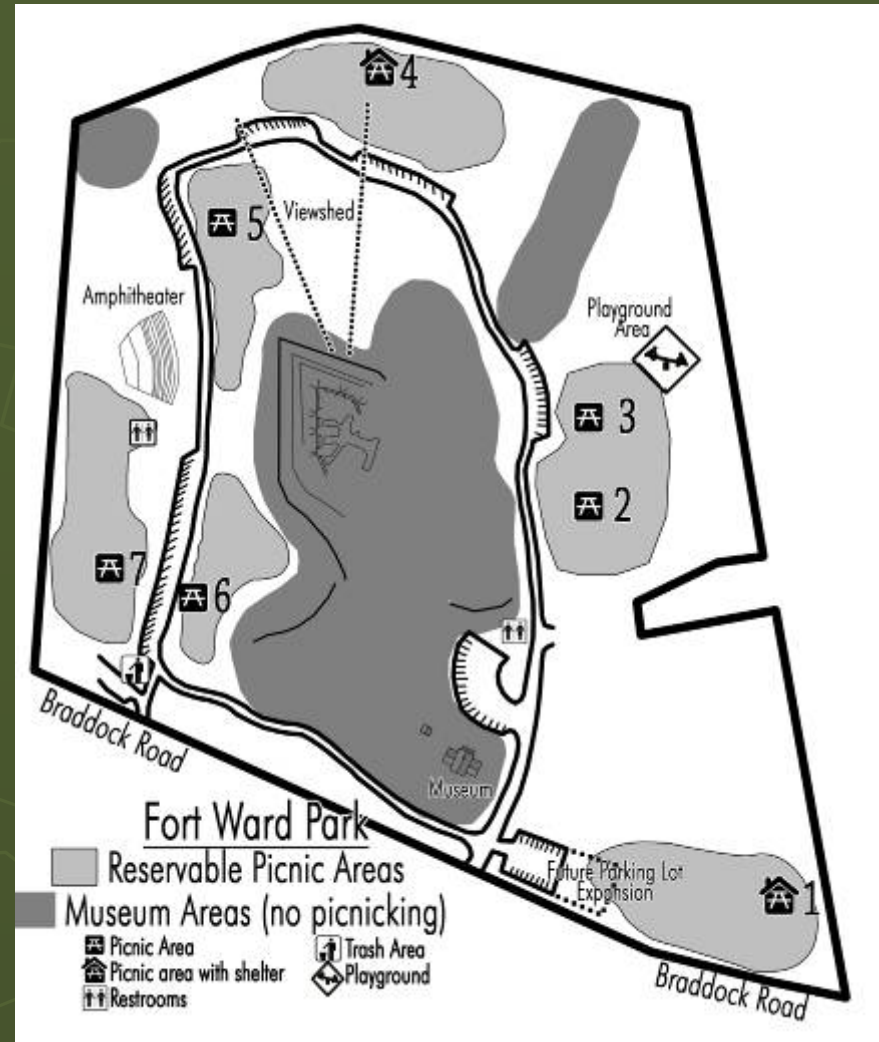 4
5
Viewshed
Amphitheater
Playground
Area
3
2
7
6
Braddock Road
Museum
Fort Ward Park
Reservable Picnic Areas
Museum Areas (no picnicking)
Picnic Area
Picnic area with shelter
Restrooms
Trash Area
Playground
Future Parking Lot
Expansion
1
Braddock Road